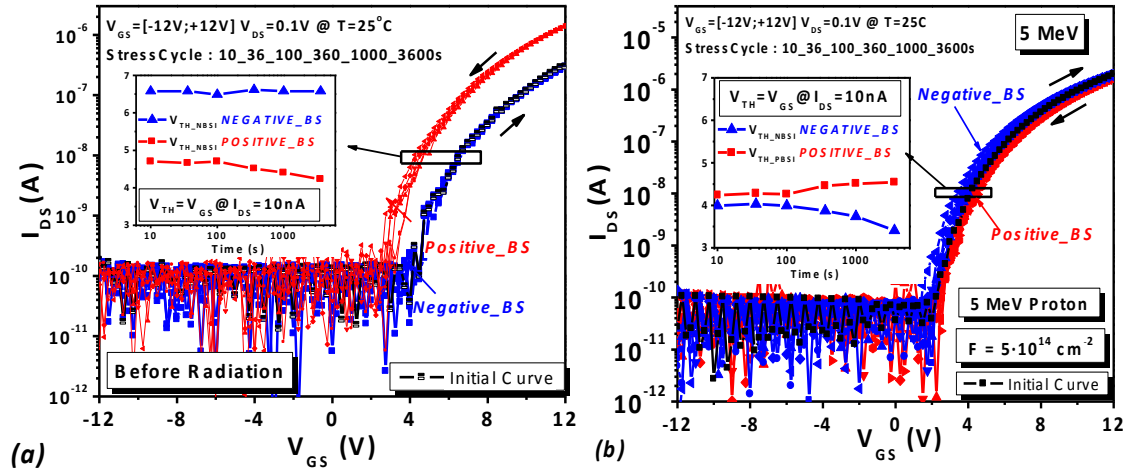 V_GS=[-12V;+12V] V_DS=0.1V @ T=25°C
Stress Cycle : 10_36_100_360_1000_3600s
7
6
5
4
3
V_TH_NBSI NEGATIVE_BS
V_TH_NBSI POSITIVE_BS
V_TH=V_GS @ I_DS=10nA
10 100 1000
Time (s)
Positive_BS
Negative_BS
Before Radiation
Initial Curve
10^-6
10^-7
10^-8
10^-9
10^-10
10^-11
10^-12
I_DS (A)
-12 -8 -4 0 4 8 12
V_GS (V)
(a)
V_GS=[-12V;+12V] V_DS=0.1V @ T=25C
Stress Cycle : 10_36_100_360_1000_3600s
5 MeV
7
6
5
4
3
V_TH=V_GS @ I_DS=10nA
V_TH_NBSI NEGATIVE_BS
V_TH_PBSI POSITIVE_BS
10 100 1000
Time (s)
Negative_BS
Positive_BS
5 MeV Proton
F = 5·10^14 cm^-2
Initial Curve
10^-5
10^-6
10^-7
10^-8
10^-9
10^-10
10^-11
10^-12
I_DS (A)
-12 -8 -4 0 4 8 12
V_GS (V)
(b)